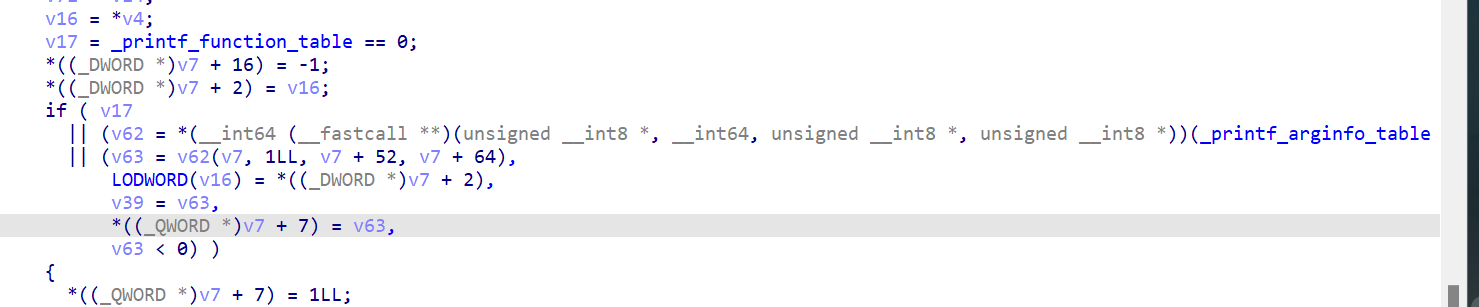 v16 = *v4;
v17 = _printf_function_table == 0;
*((_DWORD *)v7 + 16) = -1;
*((_DWORD *)v7 + 2) = v16;
if ( v17
|| (v62 = *(__int64 (__fastcall **)(unsigned __int8 *, __int64, unsigned __int8 *, unsigned __int8 *))(_printf_arginfo_table
|| (v63 = v62(v7, 1LL, v7 + 52, v7 + 64),
LODWORD(v16) = *((_DWORD *)v7 + 2),
v39 = v63,
*((_QWORD *)v7 + 7) = v63,
v63 < 0) )
{
*((_QWORD *)v7 + 7) = 1LL;